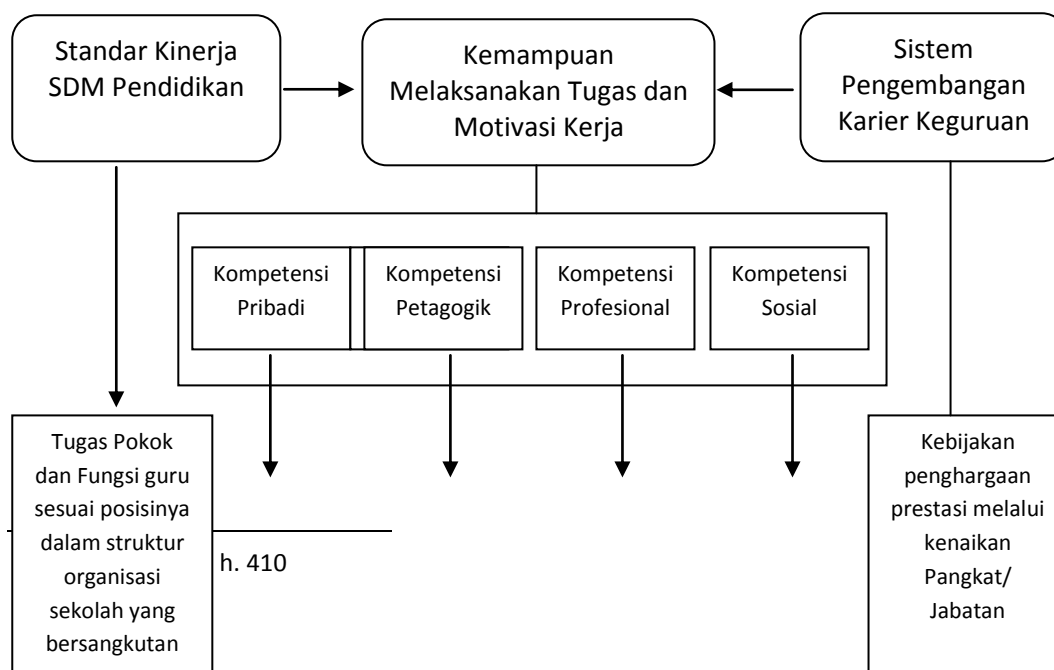 Standar Kinerja
SDM Pendidikan
Kemampuan
Melaksanakan Tugas dan
Motivasi Kerja
Sistem
Pengembangan
Karier Keguruan
Kompetensi
Pribadi
Kompetensi
Petagogik
Kompetensi
Profesional
Kompetensi
Sosial
Tugas Pokok
dan Fungsi guru
sesuai posisinya
dalam struktur
organisasi
sekolah yang
bersangkutan
h. 410
Kebijakan
penghargaan
prestasi melalui
kenaikan
Pangkat/
Jabatan